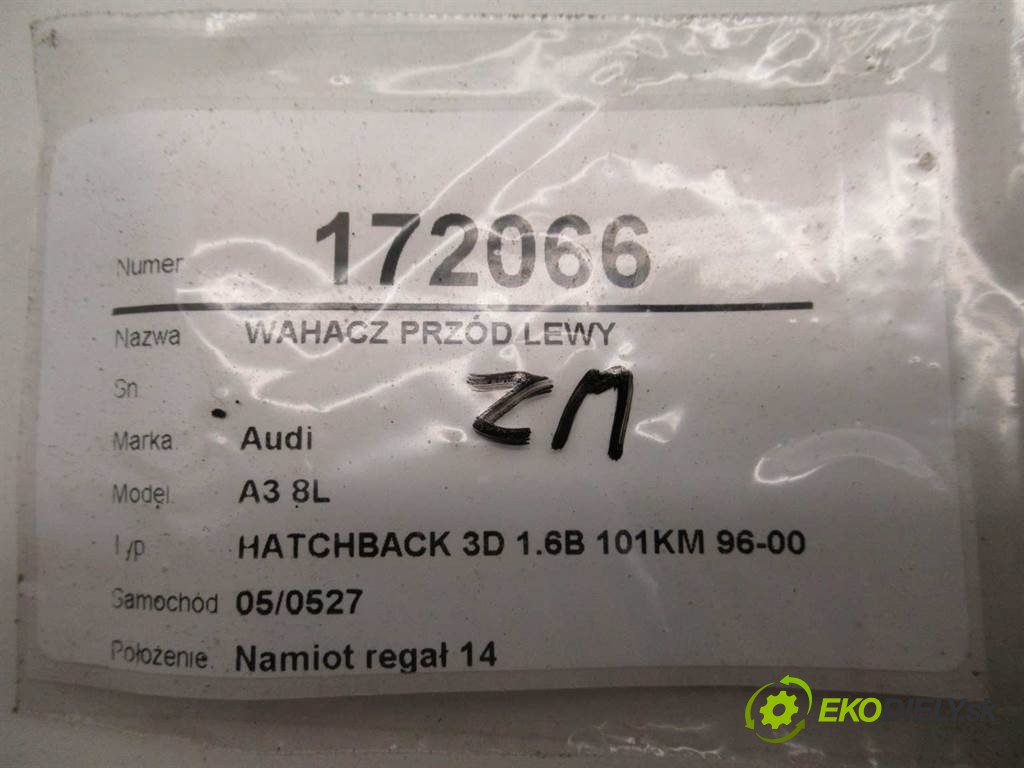 Numer 172066
Nazwa WAHACZ PRZÓD LEWY
Sn
ZM
Marka Audi
Model A3 8L
Typ HATCHBACK 3D 1.6B 101KM 96-00
Samochód 05/0527
Położenie Namiot regał 14
EKO